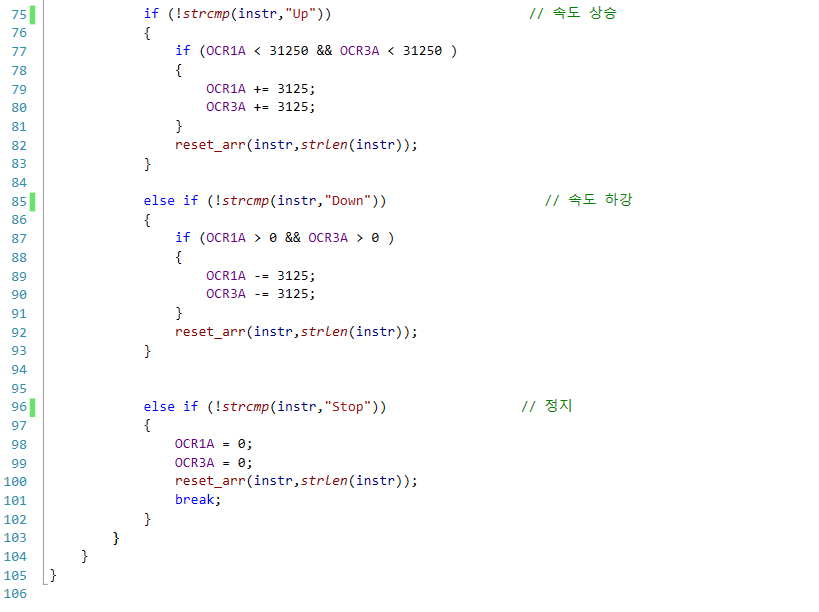 75 if (!strcmp(instr,"Up")) // 속도 상승
76 {
77 if (OCR1A < 31250 && OCR3A < 31250 )
78 {
79 OCR1A += 3125;
80 OCR3A += 3125;
81 }
82 reset_arr(instr,strlen(instr));
83 }
84
85 else if (!strcmp(instr,"Down")) // 속도 하강
86 {
87 if (OCR1A > 0 && OCR3A > 0 )
88 {
89 OCR1A -= 3125;
90 OCR3A -= 3125;
91 }
92 reset_arr(instr,strlen(instr));
93 }
94
95
96 else if (!strcmp(instr,"Stop")) // 정지
97 {
98 OCR1A = 0;
99 OCR3A = 0;
100 reset_arr(instr,strlen(instr));
101 break;
102 }
103 }
104 }
105 }
106